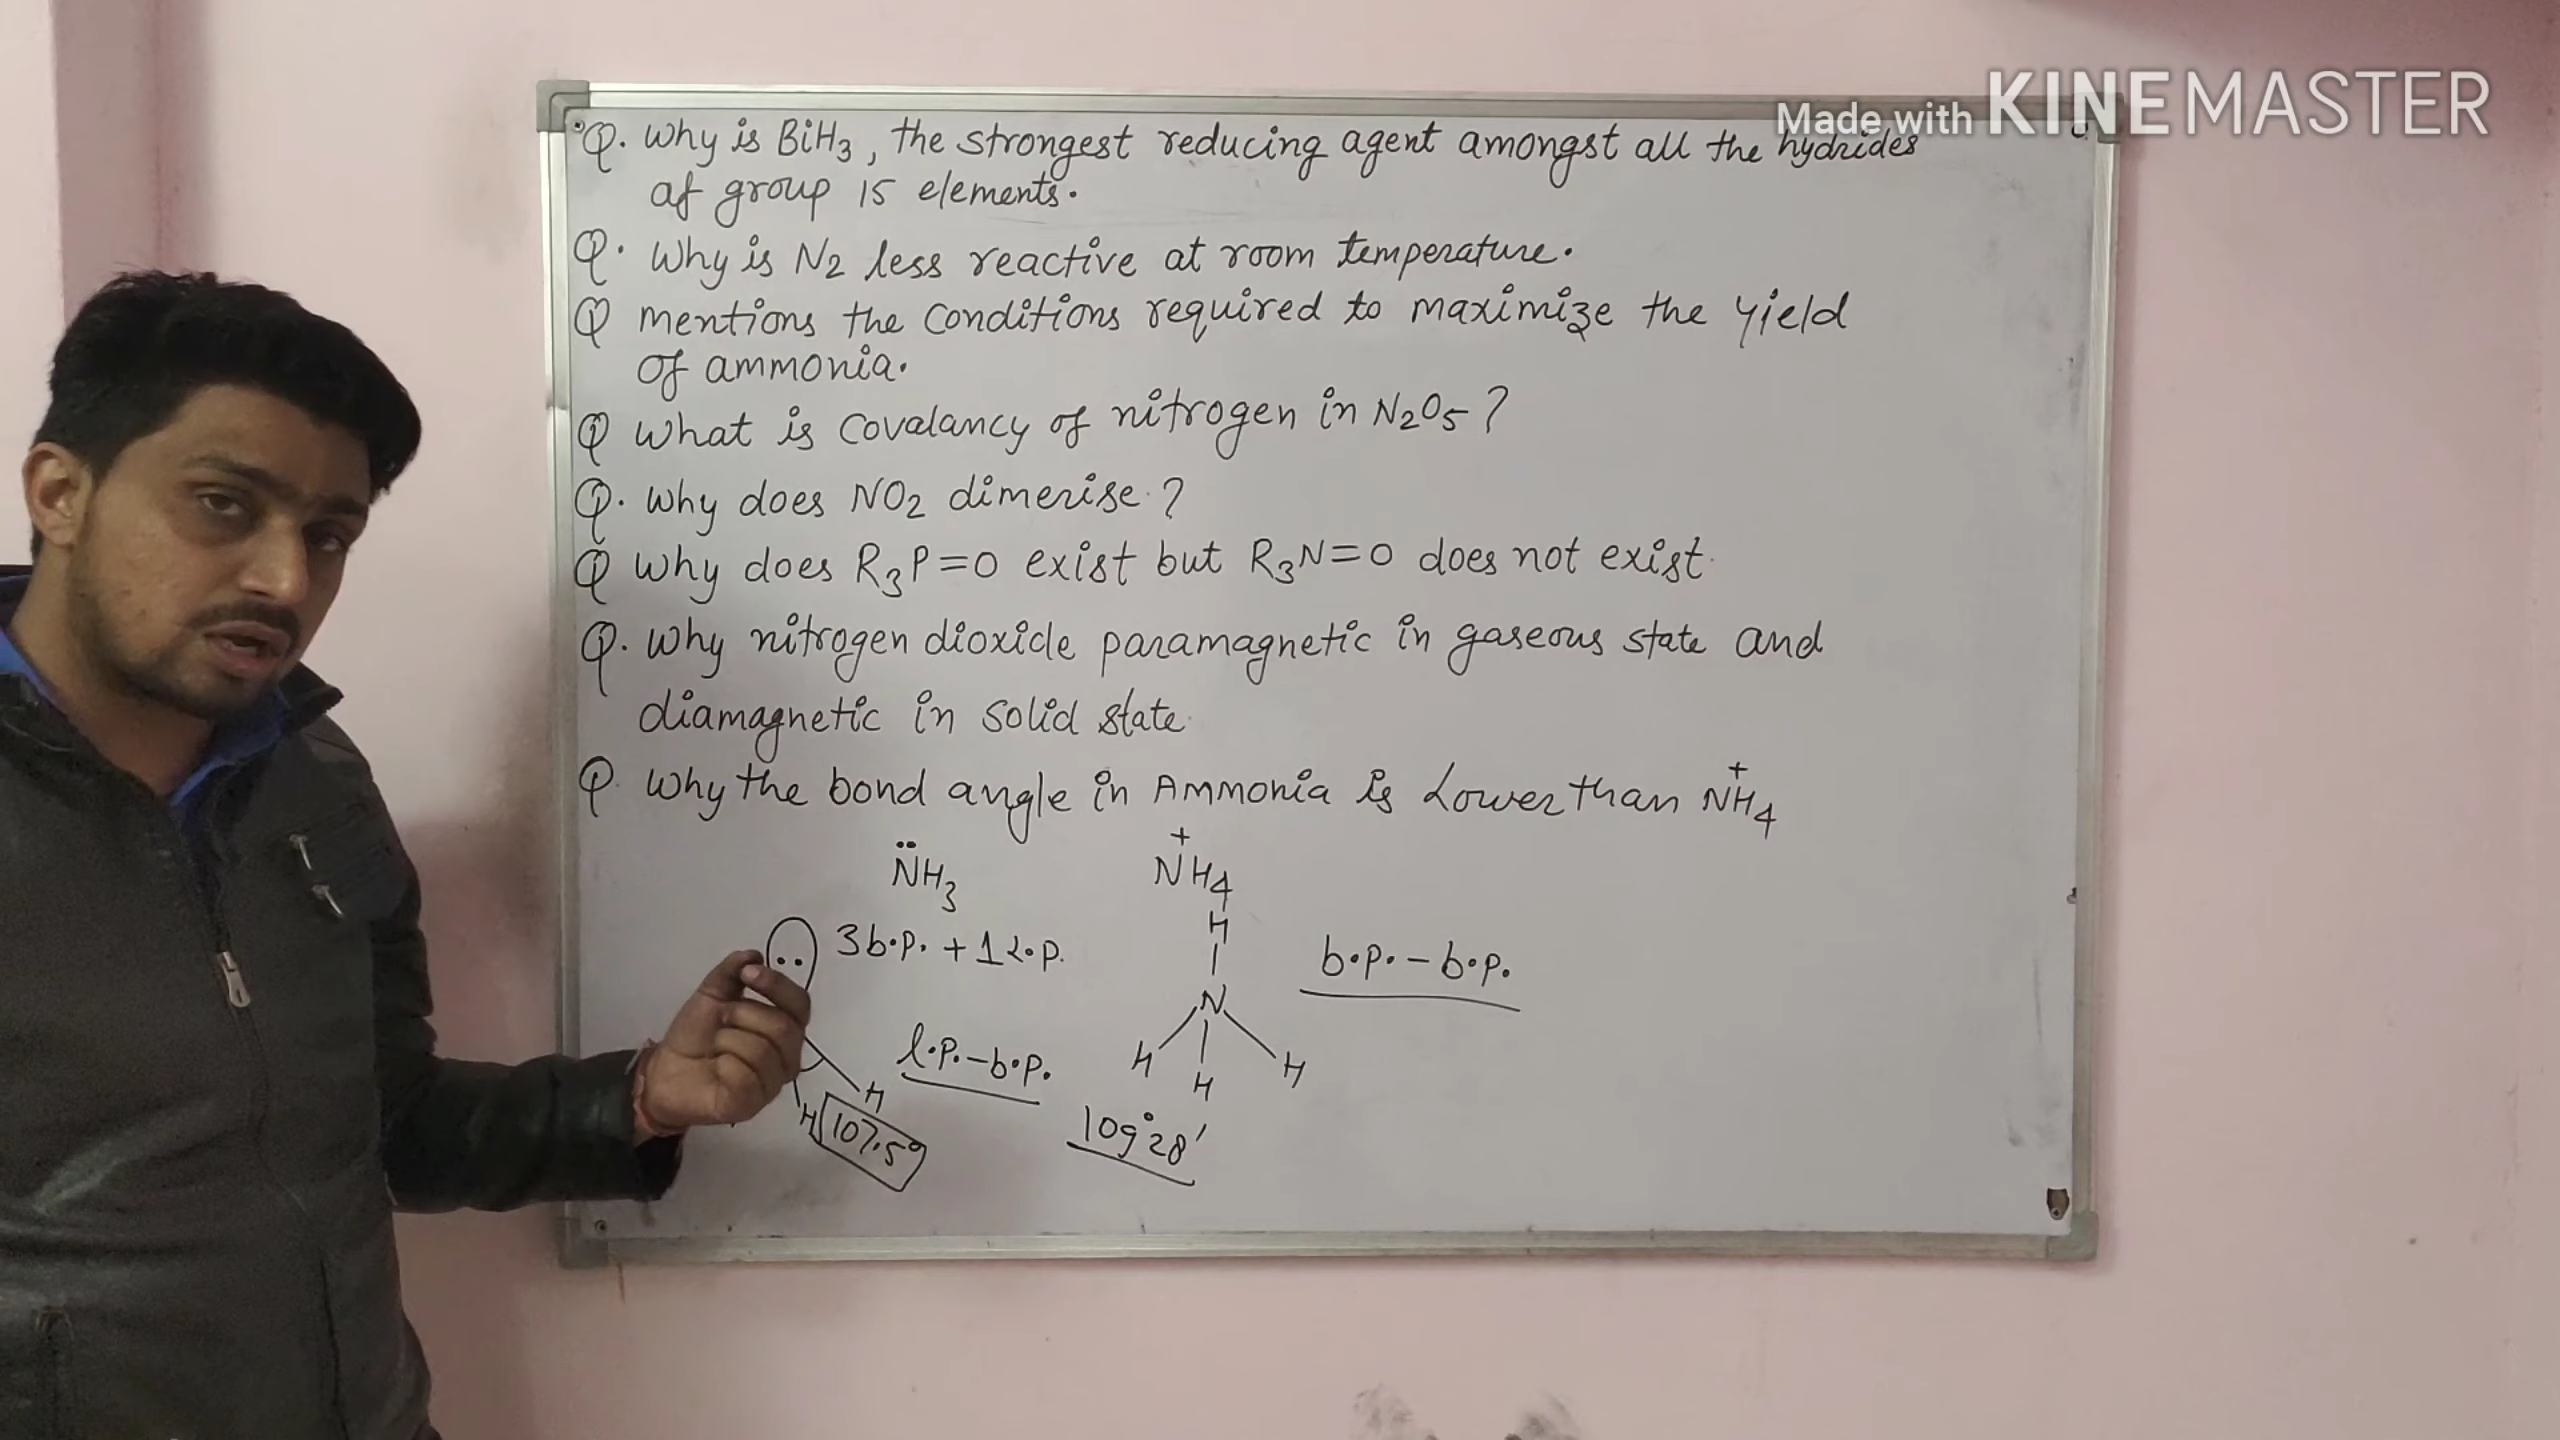 Made with KINEMASTER
Q. Why is BiH3, the strongest reducing agent amongst all the hydrides
of group 15 elements.
Q. Why is N2 less reactive at room temperature.
Q mentions the conditions required to maximize the yield
of ammonia.
Q What is covalancy of nitrogen in N2O5?
Q. Why does NO2 dimerise?
Q Why does R3P=O exist but R3N=O does not exist.
Q. Why nitrogen dioxide paramagnetic in gaseous state and
diamagnetic in solid state
Q. Why the bond angle in Ammonia is Lower than N⁺H4
N̈H3 N⁺H4
3b.p. + 1l.p.
H
b.p. - b.p.
N
l.p. - b.p.
H H H
H H
107.5°
109°28'